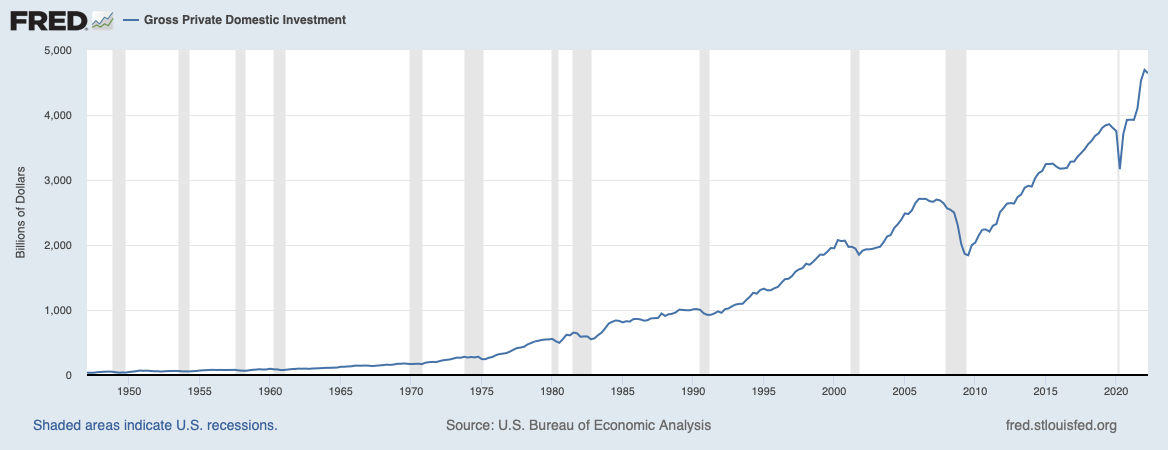 FRED Gross Private Domestic Investment
5,000
4,000
3,000
2,000
1,000
0
Billions of Dollars
1950 1955 1960 1965 1970 1975 1980 1985 1990 1995 2000 2005 2010 2015 2020
Shaded areas indicate U.S. recessions. Source: U.S. Bureau of Economic Analysis fred.stlouisfed.org